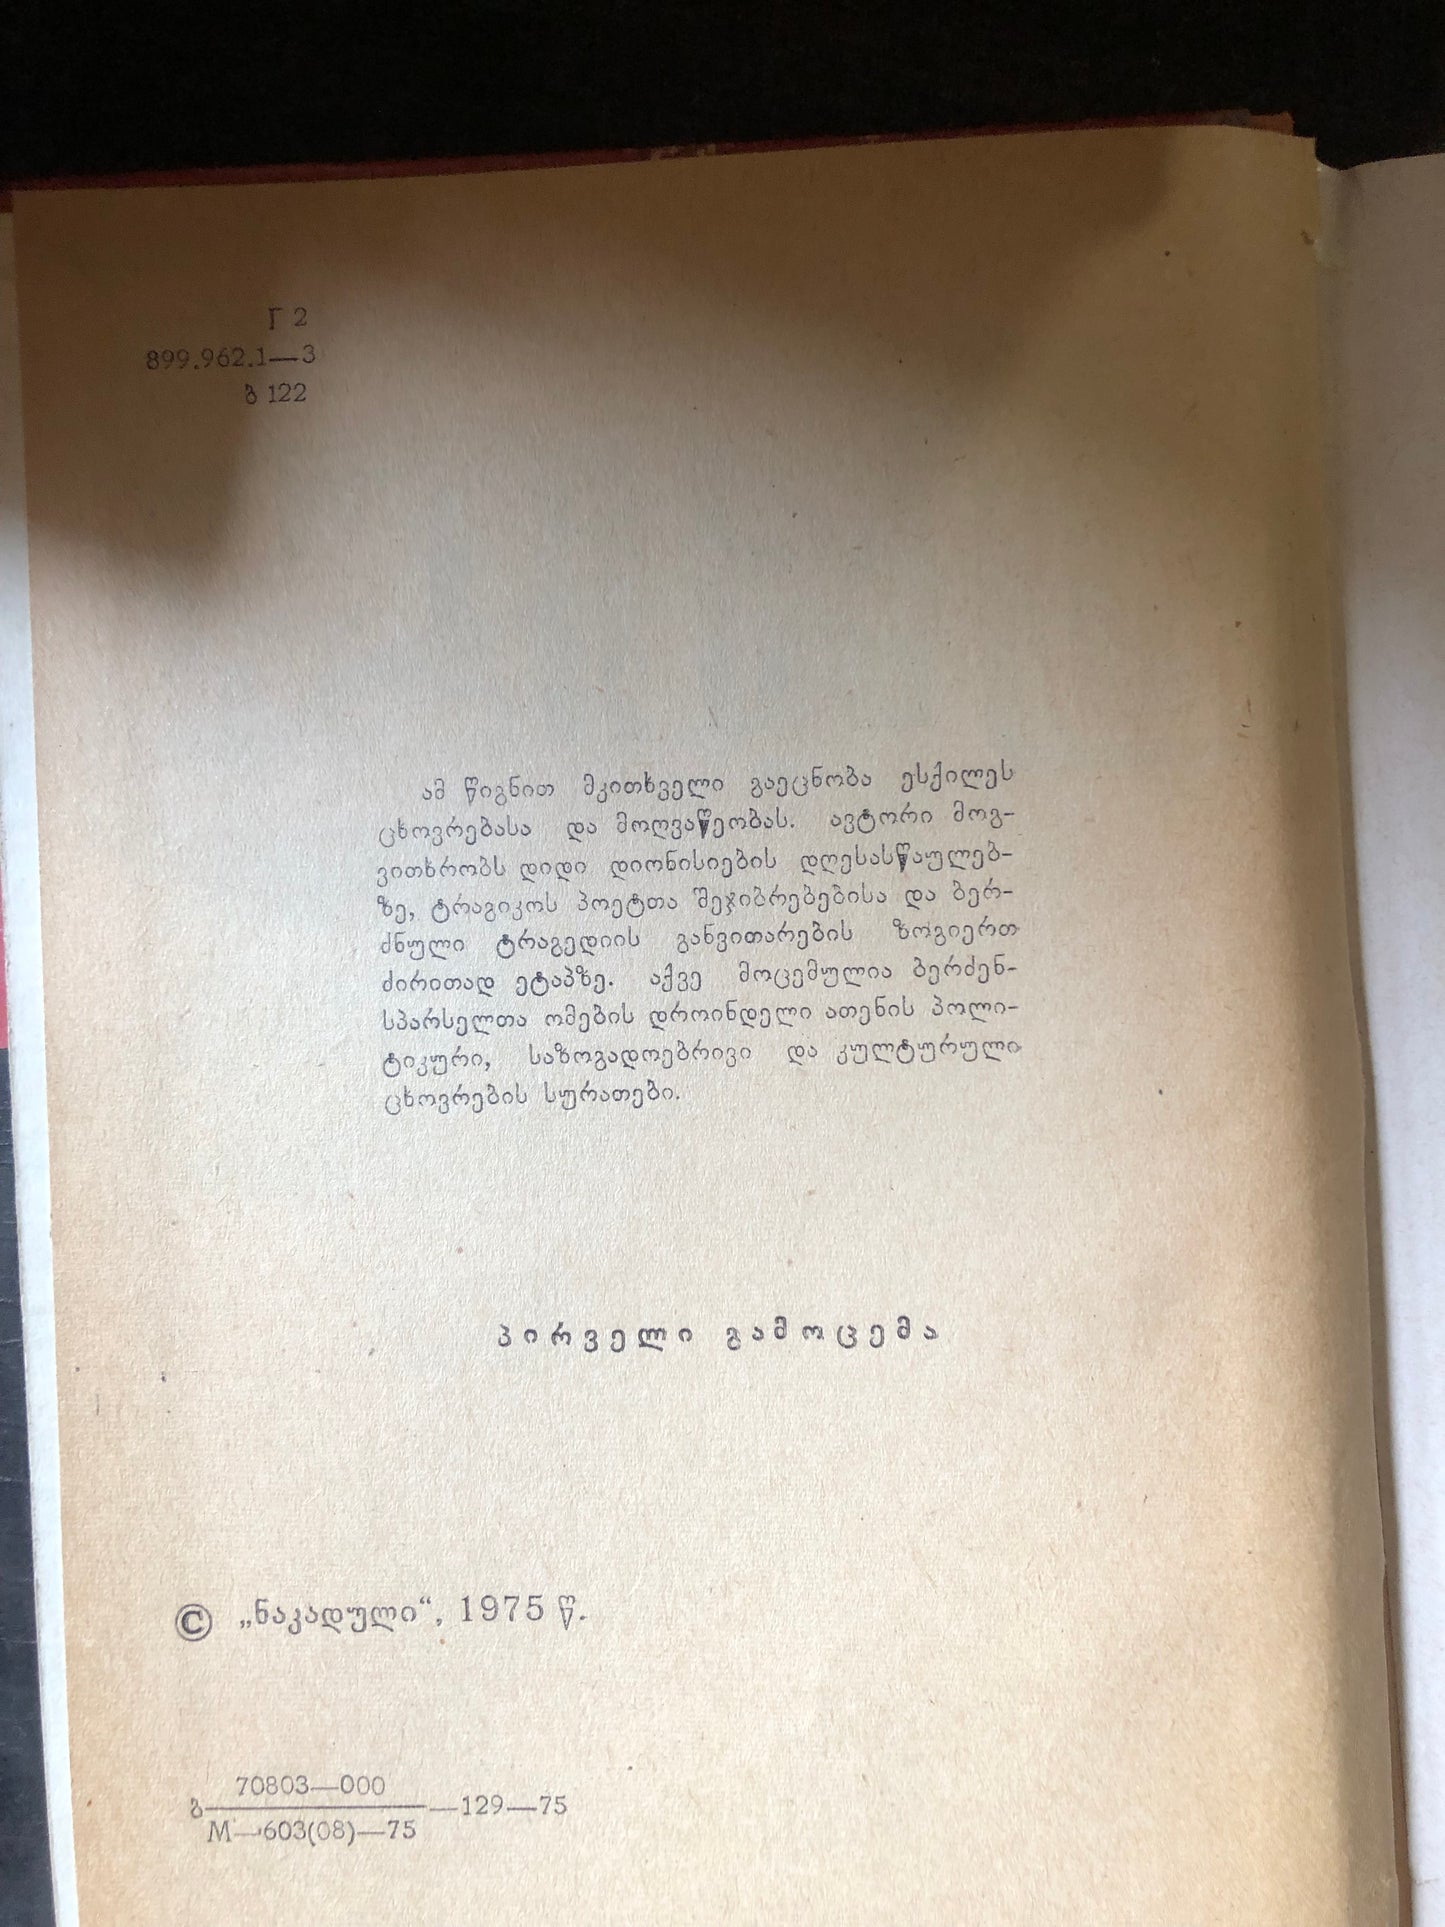 Г 2
899.962.1—3
ბ 122
ამ წიგნით მკითხველი გაეცნობა ესქილეს
ცხოვრებასა და მოღვაწეობას. ავტორი მოგ-
ვითხრობს დიდი დიონისიების დღესასწაულებ-
ზე, ტრაგიკოს პოეტთა შეჯიბრებებისა და ბერ-
ძნული ტრაგედიის განვითარების ზოგიერთ
ძირითად ეტაპზე. აქვე მოცემულია ბერძენ-
სპარსელთა ომების დროინდელი ათენის პოლი-
ტიკური, საზოგადოებრივი და კულტურული
ცხოვრების სურათები.
პირველი გამოცემა
© „ნაკადული“, 1975 წ.
70803—000
ბ —129—75
М—603(08)—75